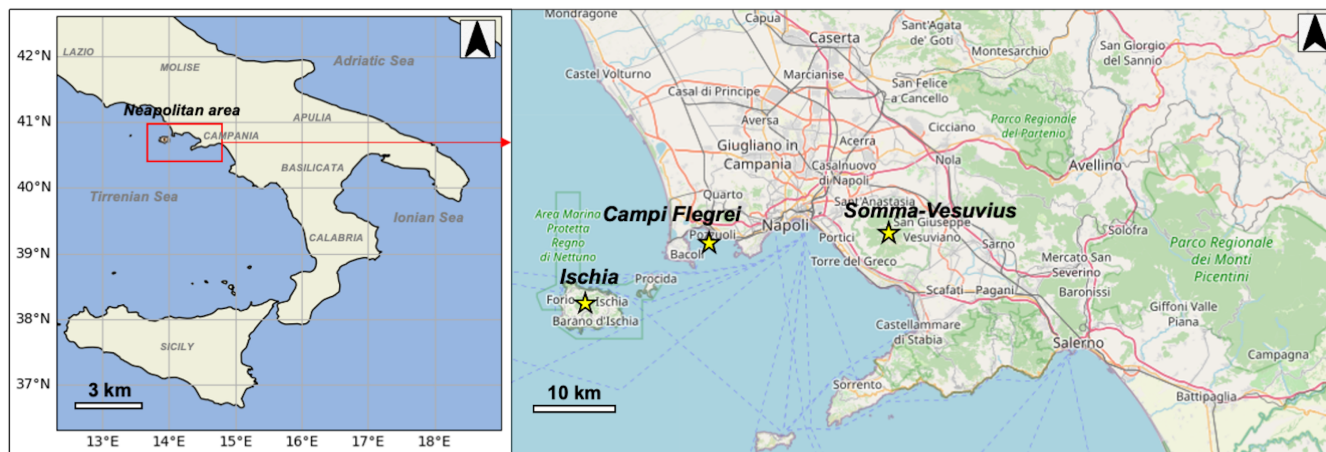 42°N
41°N
40°N
39°N
38°N
37°N
13°E
14°E
15°E
16°E
17°E
18°E
LAZIO
MOLISE
Adriatic Sea
Neapolitan area
CAMPANIA
APULIA
BASILICATA
Tirrenian Sea
Ionian Sea
CALABRIA
SICILY
3 km
Mondragone
Capua
Caserta
Sant'Agata
de' Goti
Montesarchio
San Giorgio
del Sannio
Castel Volturno
Marcianise
San Felice
a Cancello
Casal di Principe
Aversa
Cicciano
Parco Regionale
del Partenio
Giugliano in
Campania
Acerra
Casalnuovo
di Napoli
Nola
Avellino
Quarto
Sant'Anastasia
Area Marina
Protetta
Regno
di Nettuno
Campi Flegrei
Pozzuoli
Bacoli
Napoli
Somma-Vesuvius
San Giuseppe
Vesuviano
Portici
Torre del Greco
Sarno
Solofra
Mercato San
Severino
Baronissi
Parco Regionale
dei Monti
Picentini
Ischia
Procida
Forio
Ischia
Barano d'Ischia
Scafati
Pagani
Giffoni Valle
Piana
Castellammare
di Stabia
Salerno
Campagna
Sorrento
Battipaglia
10 km